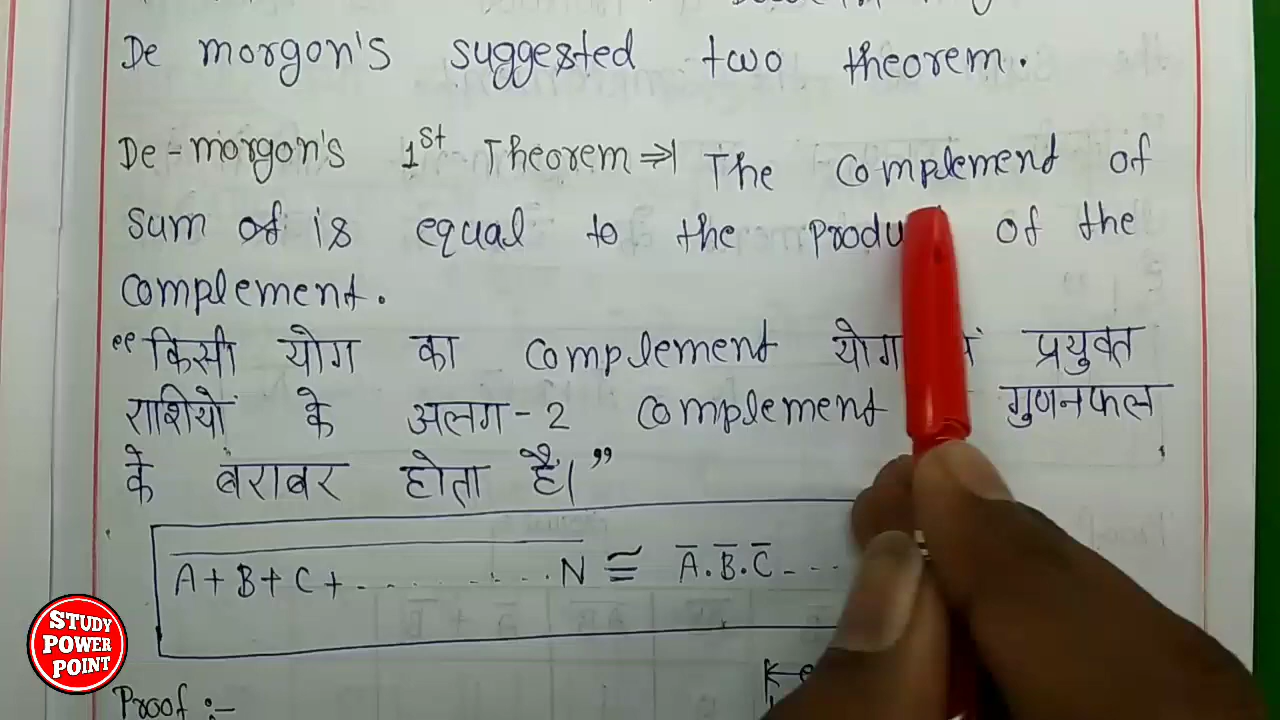 De morgon's suggested two theorem.
De-morgon's 1st Theorem ⇒ The Complement of
Sum of is equal to the of the
Complement.
"किसी योग का Complement योग प्रयुक्त
राशियों के अलग-2 Complement गुणनफल
के बराबर होता है।"
A+B+C+.............N ≅ A̅.B̅.C̅....
Proof :-
STUDY
POWER
POINT